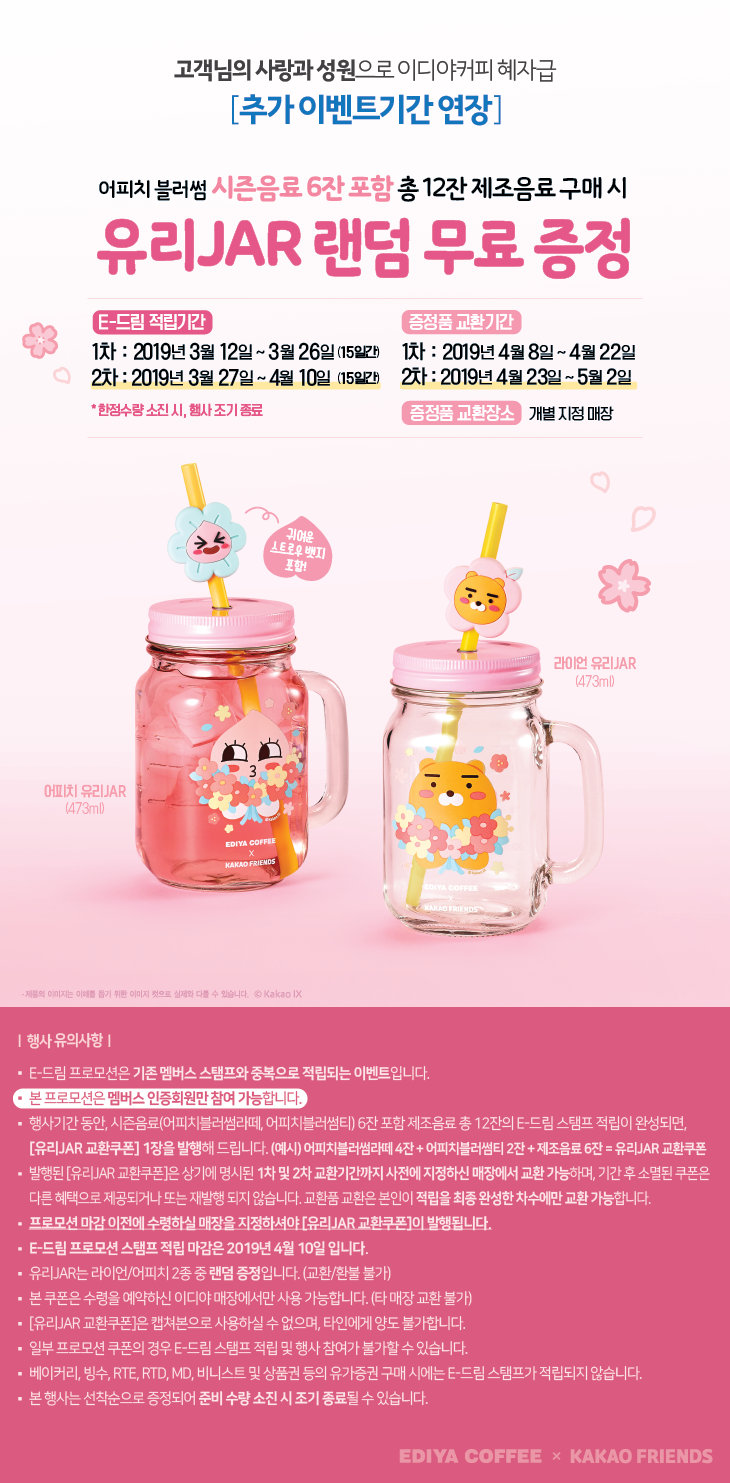 고객님의 사랑과 성원으로 이디야커피 혜자급
[추가 이벤트기간 연장]
어피치 블러썸 시즌음료 6잔 포함 총 12잔 제조음료 구매 시
유리JAR 랜덤 무료 증정
E-드림 적립기간
1차 : 2019년 3월 12일 ~ 3월 26일 (15일간)
2차 : 2019년 3월 27일 ~ 4월 10일 (15일간)
* 한정수량 소진 시, 행사 조기 종료
증정품 교환기간
1차 : 2019년 4월 8일 ~ 4월 22일
2차 : 2019년 4월 23일 ~ 5월 2일
증정품 교환장소 개별 지정 매장
귀여운
스트로우 뱃지
포함!
라이언 유리JAR
(473ml)
어피치 유리JAR
(473ml)
EDIYA COFFEE
X
KAKAO FRIENDS
EDIYA COFFEE
KAKAO FRIENDS
· 제품의 이미지는 이해를 돕기 위한 이미지 컷으로 실제와 다를 수 있습니다. © Kakao IX
| 행사 유의사항 |
▪ E-드림 프로모션은 기존 멤버스 스탬프와 중복으로 적립되는 이벤트입니다.
▪ 본 프로모션은 멤버스 인증회원만 참여 가능합니다.
▪ 행사기간 동안, 시즌음료(어피치블러썸라떼, 어피치블러썸티) 6잔 포함 제조음료 총 12잔의 E-드림 스탬프 적립이 완성되면,
[유리JAR 교환쿠폰] 1장을 발행해 드립니다. (예시) 어피치블러썸라떼 4잔 + 어피치블러썸티 2잔 + 제조음료 6잔 = 유리JAR 교환쿠폰
▪ 발행된 [유리JAR 교환쿠폰]은 상기에 명시된 1차 및 2차 교환기간까지 사전에 지정하신 매장에서 교환 가능하며, 기간 후 소멸된 쿠폰은
다른 혜택으로 제공되거나 또는 재발행 되지 않습니다. 교환품 교환은 본인이 적립을 최종 완성한 차수에만 교환 가능합니다.
▪ 프로모션 마감 이전에 수령하실 매장을 지정하셔야 [유리JAR 교환쿠폰]이 발행됩니다.
▪ E-드림 프로모션 스탬프 적립 마감은 2019년 4월 10일 입니다.
▪ 유리JAR는 라이언/어피치 2종 중 랜덤 증정입니다. (교환/환불 불가)
▪ 본 쿠폰은 수령을 예약하신 이디야 매장에서만 사용 가능합니다. (타 매장 교환 불가)
▪ [유리JAR 교환쿠폰]은 캡쳐본으로 사용하실 수 없으며, 타인에게 양도 불가합니다.
▪ 일부 프로모션 쿠폰의 경우 E-드림 스탬프 적립 및 행사 참여가 불가할 수 있습니다.
▪ 베이커리, 빙수, RTE, RTD, MD, 비니스트 및 상품권 등의 유가증권 구매 시에는 E-드림 스탬프가 적립되지 않습니다.
▪ 본 행사는 선착순으로 증정되어 준비 수량 소진 시 조기 종료될 수 있습니다.
EDIYA COFFEE × KAKAO FRIENDS